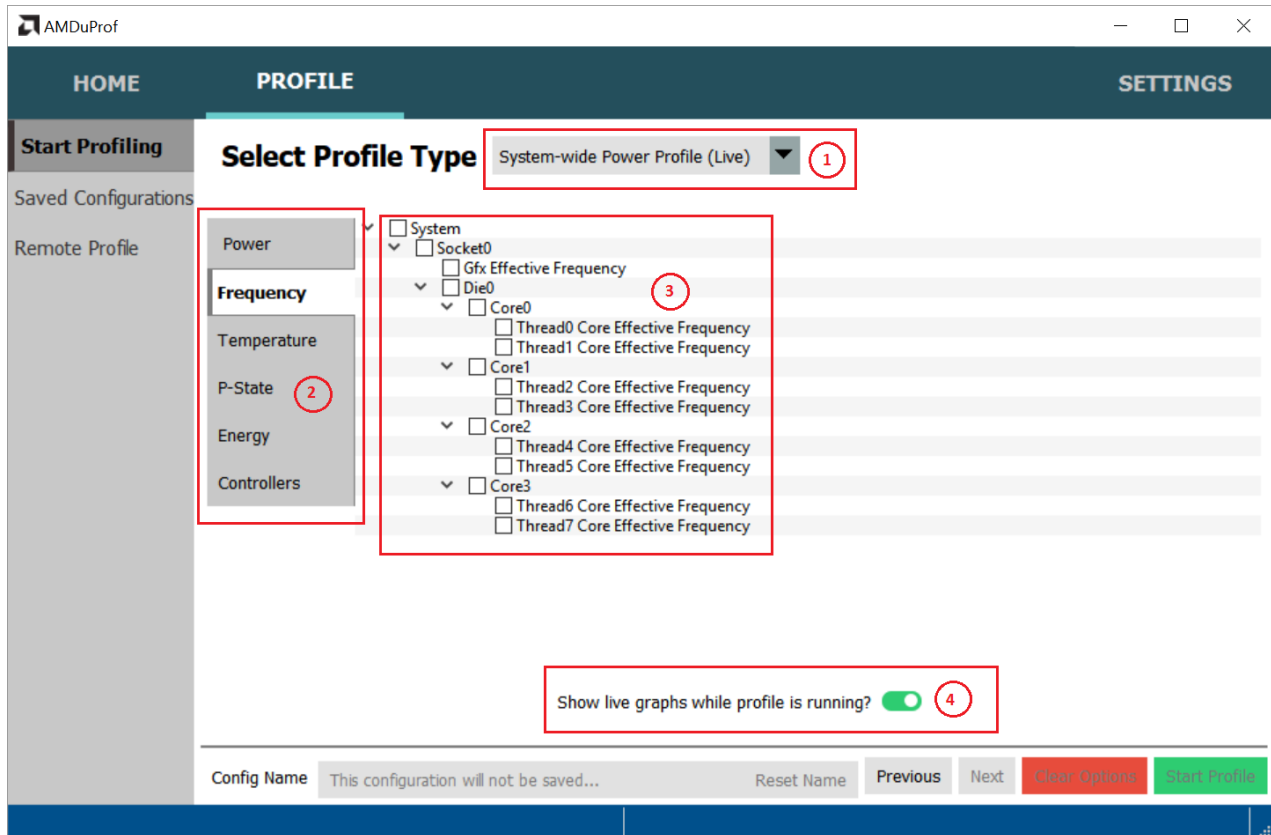 AMDuProf
HOME
PROFILE
SETTINGS
Start Profiling
Saved Configurations
Remote Profile
Select Profile Type
System-wide Power Profile (Live)
1
Power
Frequency
Temperature
P-State
2
Energy
Controllers
System
Socket0
Gfx Effective Frequency
3
Die0
Core0
Thread0 Core Effective Frequency
Thread1 Core Effective Frequency
Core1
Thread2 Core Effective Frequency
Thread3 Core Effective Frequency
Core2
Thread4 Core Effective Frequency
Thread5 Core Effective Frequency
Core3
Thread6 Core Effective Frequency
Thread7 Core Effective Frequency
Show live graphs while profile is running?
4
Config Name
This configuration will not be saved...
Reset Name
Previous
Next
Clear Options
Start Profile